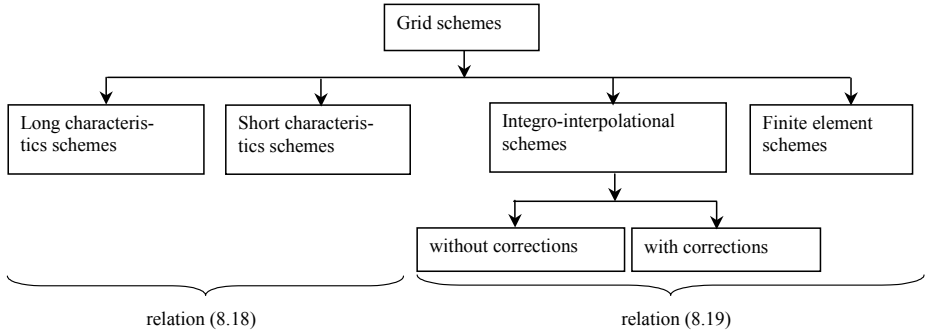 Grid schemes
Long characteris-
tics schemes
Short characteris-
tics schemes
Integro-interpolational
schemes
Finite element
schemes
without corrections
with corrections
relation (8.18)
relation (8.19)